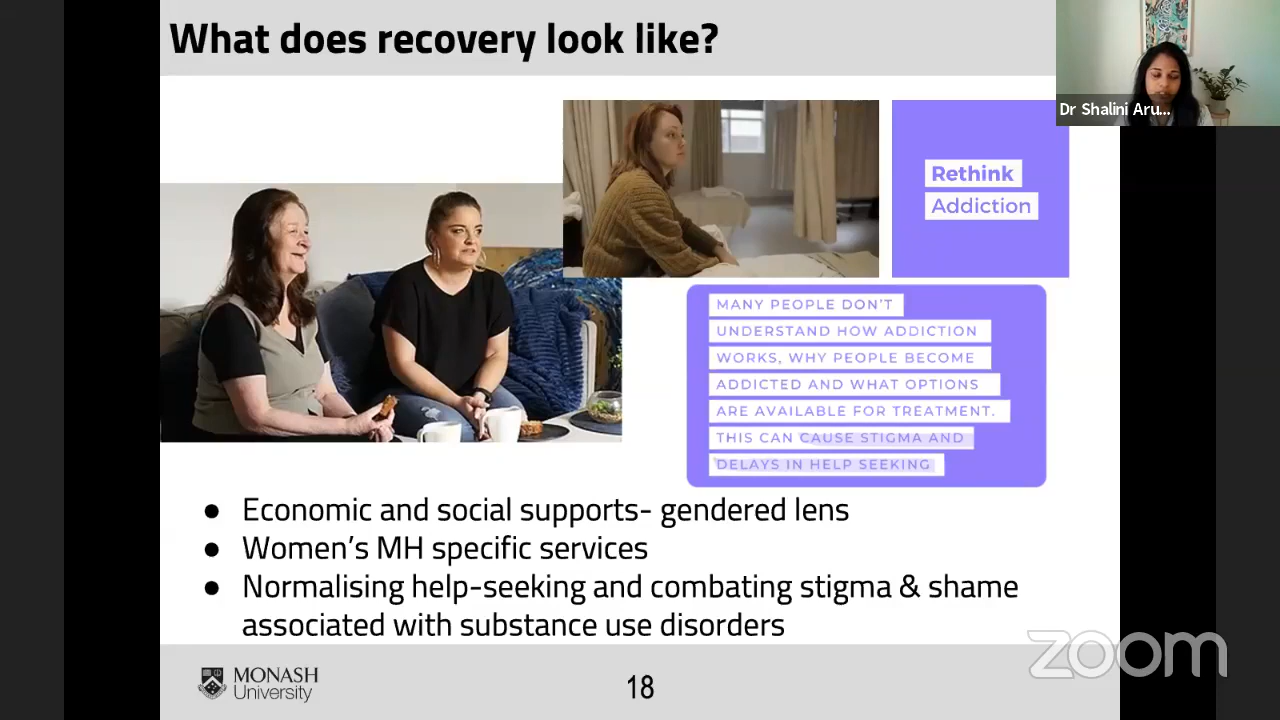 What does recovery look like?
Dr Shalini Aru...
Rethink
Addiction
MANY PEOPLE DON'T
UNDERSTAND HOW ADDICTION
WORKS, WHY PEOPLE BECOME
ADDICTED AND WHAT OPTIONS
ARE AVAILABLE FOR TREATMENT.
THIS CAN CAUSE STIGMA AND
DELAYS IN HELP SEEKING
● Economic and social supports- gendered lens
● Women's MH specific services
● Normalising help-seeking and combating stigma & shame
associated with substance use disorders
MONASH
University
18
zoom